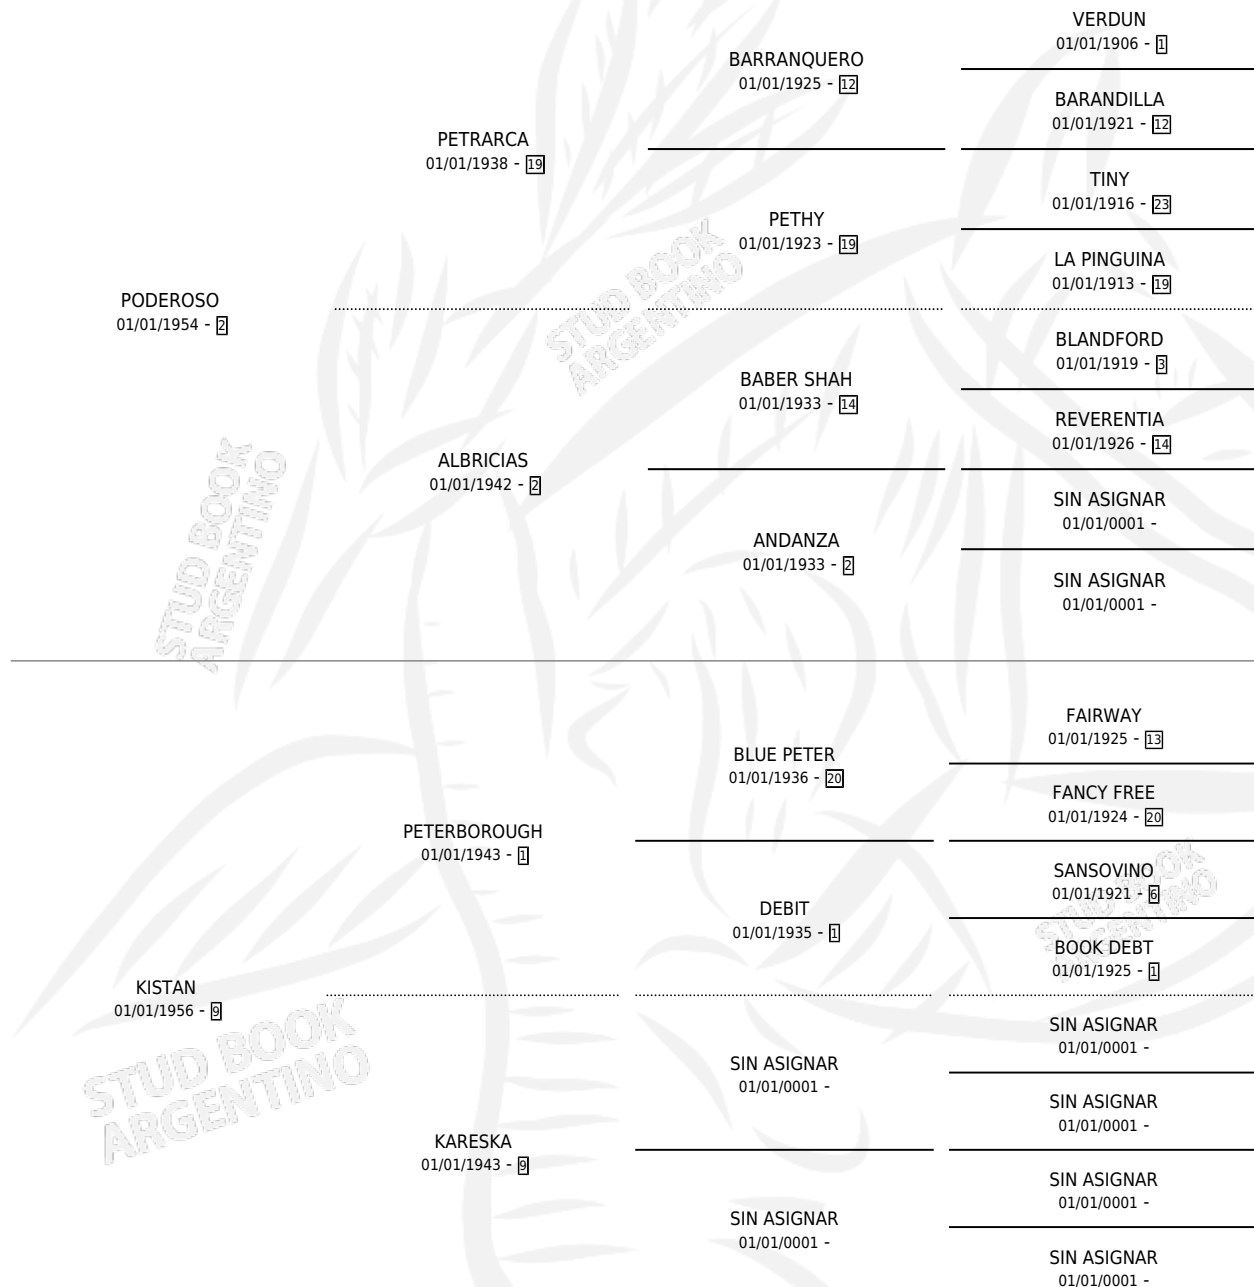 VERDUN
01/01/1906 - 1
BARRANQUERO
01/01/1925 - 12
BARANDILLA
01/01/1921 - 12
PETRARCA
01/01/1938 - 19
TINY
01/01/1916 - 23
PETHY
01/01/1923 - 19
LA PINGUINA
01/01/1913 - 19
PODEROSO
01/01/1954 - 2
BLANDFORD
01/01/1919 - 3
BABER SHAH
01/01/1933 - 14
REVERENTIA
01/01/1926 - 14
ALBRICIAS
01/01/1942 - 2
SIN ASIGNAR
01/01/0001 -
ANDANZA
01/01/1933 - 2
SIN ASIGNAR
01/01/0001 -
STUD BOOK
ARGENTINO
STUD BOOK
ARGENTINO
FAIRWAY
01/01/1925 - 13
BLUE PETER
01/01/1936 - 20
FANCY FREE
01/01/1924 - 20
PETERBOROUGH
01/01/1943 - 1
SANSOVINO
01/01/1921 - 6
DEBIT
01/01/1935 - 1
BOOK DEBT
01/01/1925 - 1
STUD BOOK
ARGENTINO
KISTAN
01/01/1956 - 9
SIN ASIGNAR
01/01/0001 -
SIN ASIGNAR
01/01/0001 -
SIN ASIGNAR
01/01/0001 -
STUD BOOK
ARGENTINO
KARESKA
01/01/1943 - 9
SIN ASIGNAR
01/01/0001 -
SIN ASIGNAR
01/01/0001 -
SIN ASIGNAR
01/01/0001 -